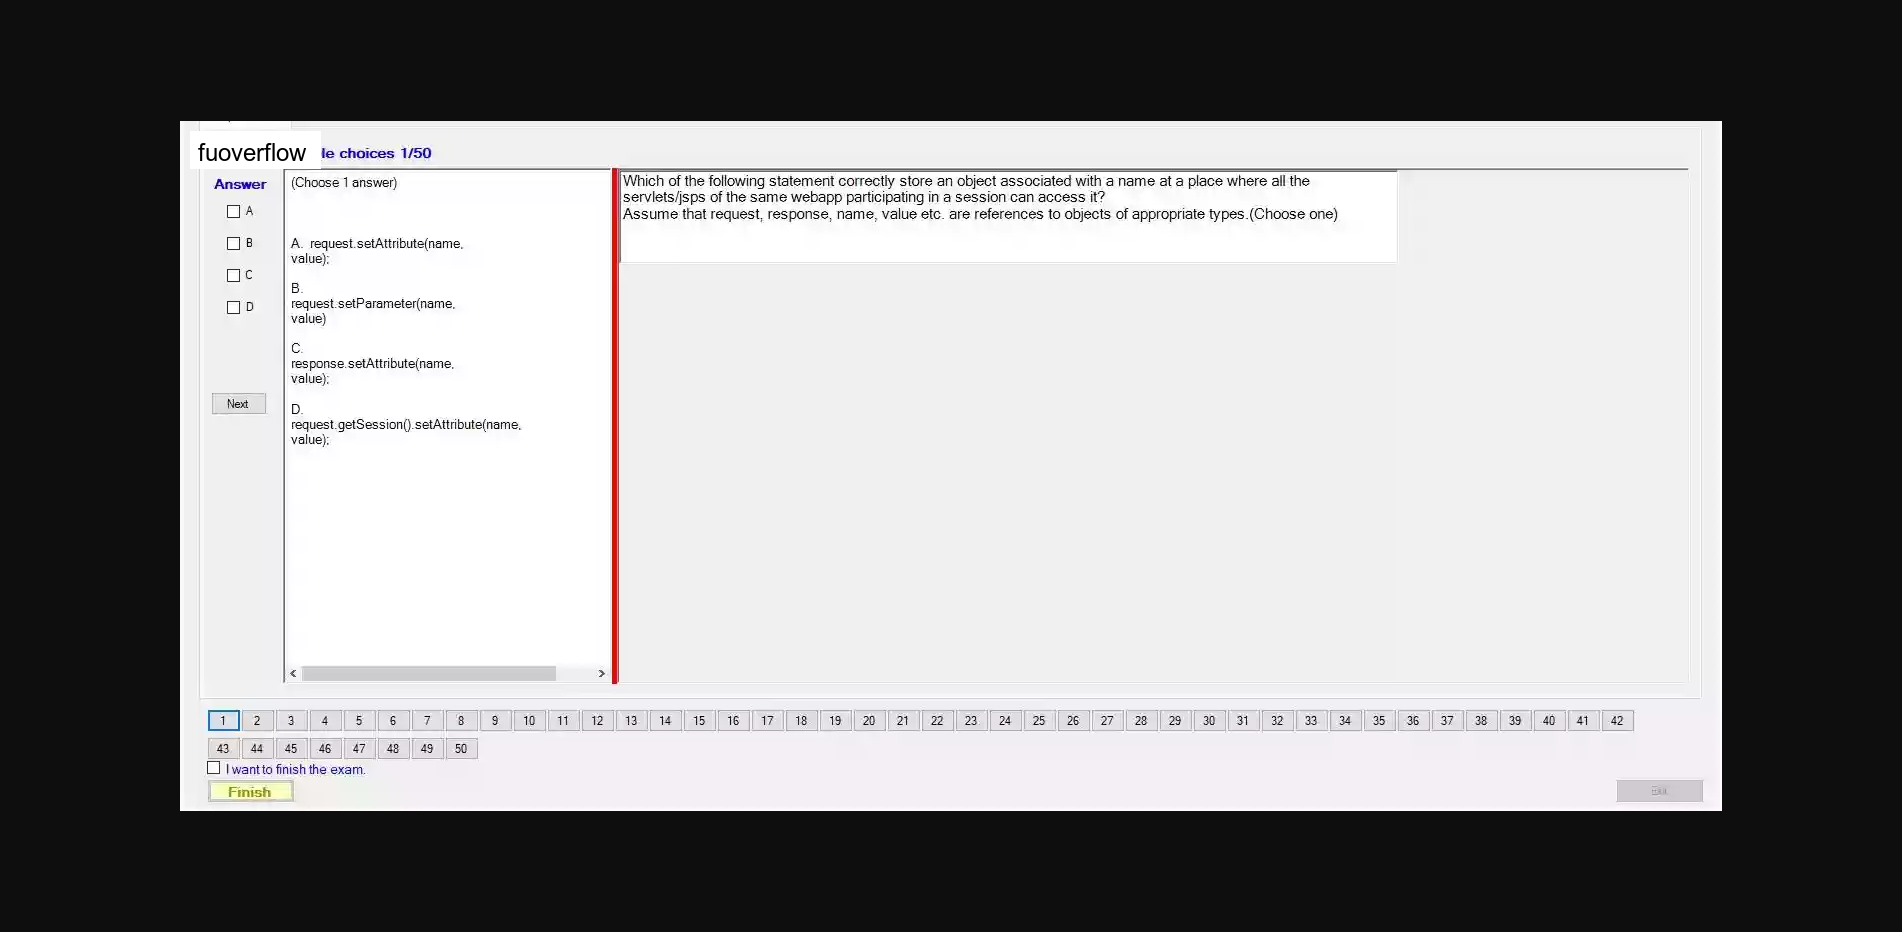 fuoverflow
le choices 1/50
Answer
A
B
C
D
Next
(Choose 1 answer)
A. request.setAttribute(name,
value);
B.
request.setParameter(name,
value)
C.
response.setAttribute(name,
value);
D.
request.getSession().setAttribute(name,
value);
Which of the following statement correctly store an object associated with a name at a place where all the
servlets/jsps of the same webapp participating in a session can access it?
Assume that request, response, name, value etc. are references to objects of appropriate types.(Choose one)
1 2 3 4 5 6 7 8 9 10 11 12 13 14 15 16 17 18 19 20 21 22 23 24 25 26 27 28 29 30 31 32 33 34 35 36 37 38 39 40 41 42
43 44 45 46 47 48 49 50
I want to finish the exam.
Finish
Exit